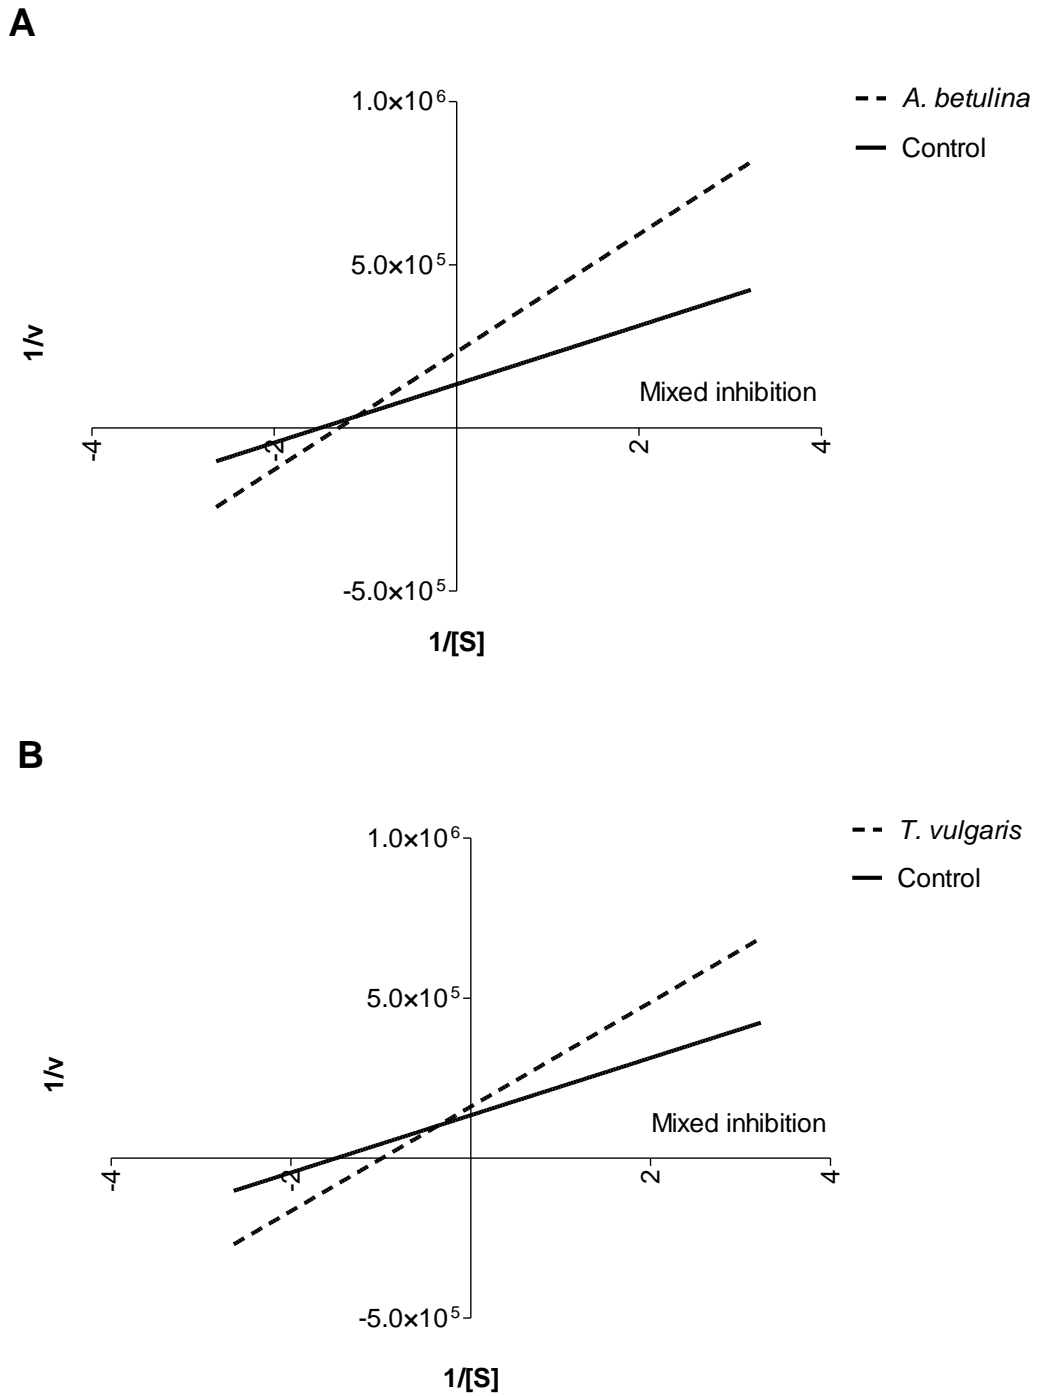 A
1.0×10⁶
A. betulina
Control
5.0×10⁵
1/v
Mixed inhibition
-4
-2
2
4
-5.0×10⁵
1/[S]
B
1.0×10⁶
T. vulgaris
Control
5.0×10⁵
1/v
Mixed inhibition
-4
-2
2
4
-5.0×10⁵
1/[S]